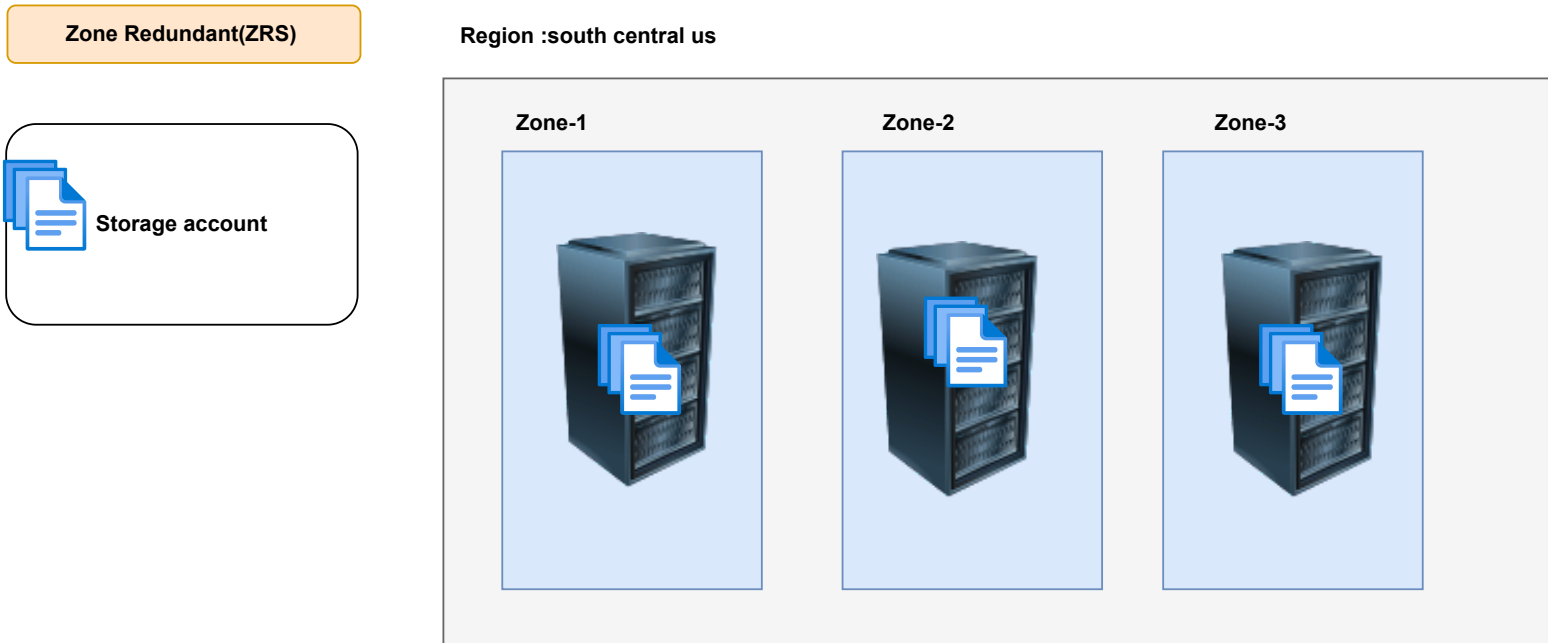 Zone Redundant(ZRS)
Region :south central us
Zone-1
Zone-2
Zone-3
Storage account